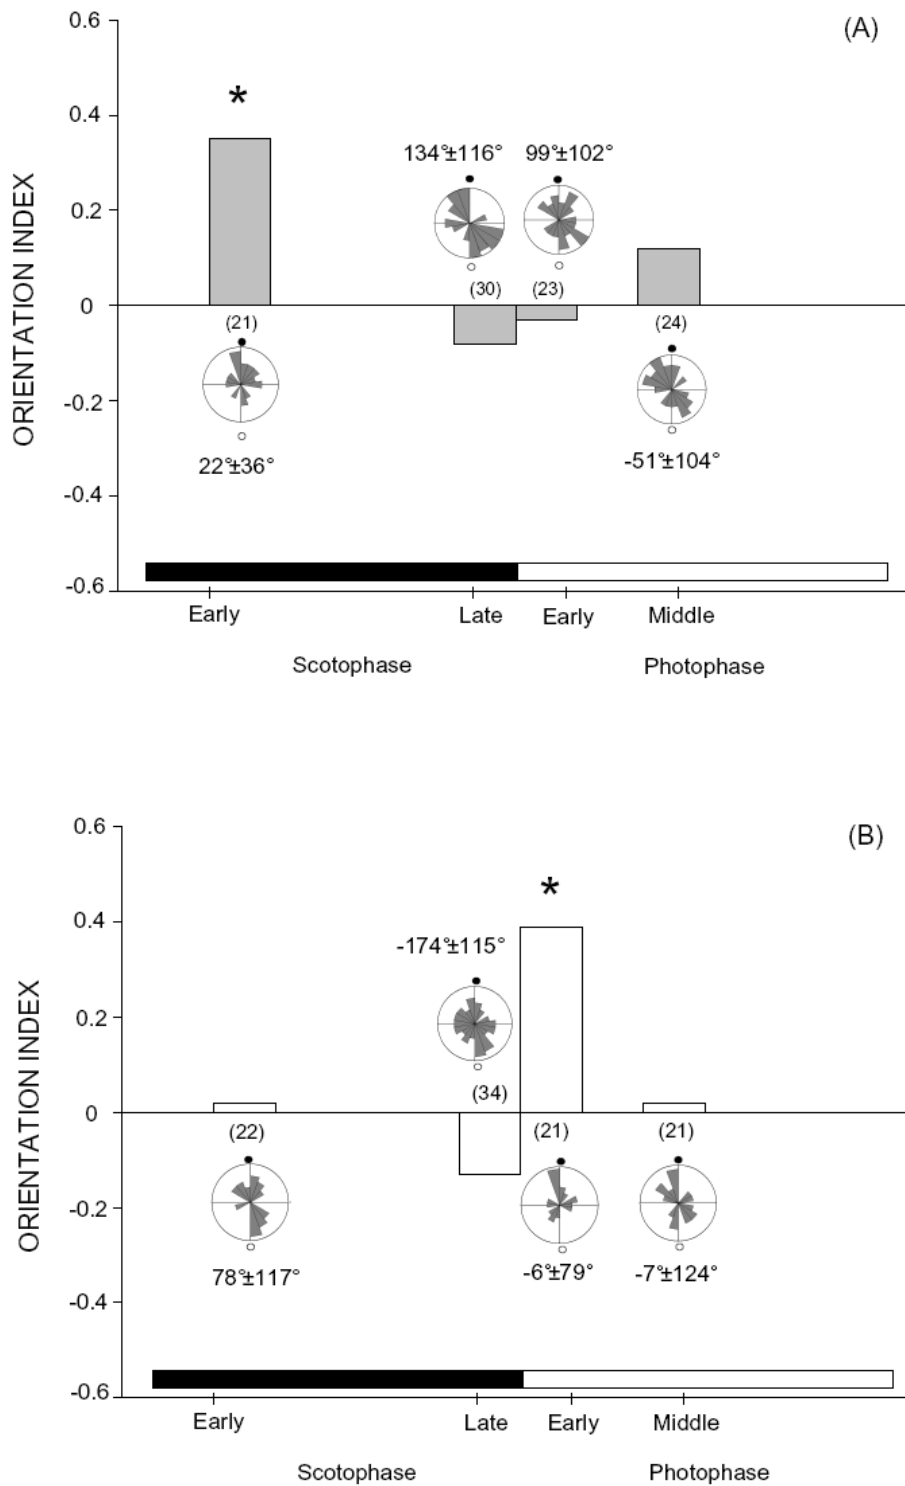 (A)
0.6
*
0.4
134°±116° 99°±102°
ORIENTATION INDEX
0.2
(30) (23)
0
(21) (24)
-0.2
22°±36° -51°±104°
-0.4
-0.6
Early Late Early Middle
Scotophase Photophase
(B)
0.6
*
0.4
-174°±115°
ORIENTATION INDEX
0.2
(34)
0
(22) (21) (21)
-0.2
78°±117° -6°±79° -7°±124°
-0.4
-0.6
Early Late Early Middle
Scotophase Photophase